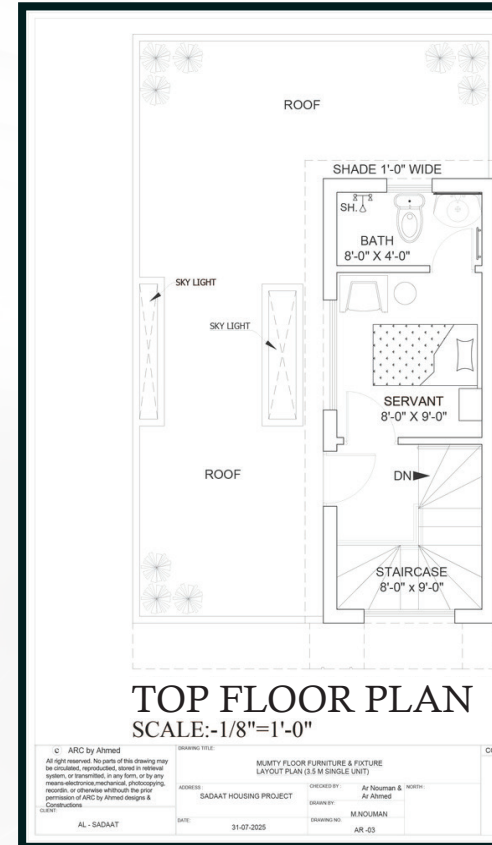 ROOF
SHADE 1'-0" WIDE
SH.
BATH
8'-0" X 4'-0"
SKY LIGHT
SKY LIGHT
SERVANT
8'-0" X 9'-0"
ROOF
DN
STAIRCASE
8'-0" x 9'-0"
TOP FLOOR PLAN
SCALE:-1/8"=1'-0"
C ARC by Ahmed
All right reserved. No parts of this drawing may
be circulated, reproductied, stored in retrieval
system, or transmitted, in any form, or by any
means-electronice,mechanical, photocopying,
recordin. or otherwise whithouth the prior
permission of ARC by Ahmed designs &
Constructions
CLIENT:
AL - SADAAT
DRAWING TITLE:
MUMTY FLOOR FURNITURE & FIXTURE
LAYOUT PLAN (3.5 M SINGLE UNIT)
ADDRESS:
SADAAT HOUSING PROJECT
DATE:
31-07-2025
CHECKED BY:
Ar Nouman &
Ar Ahmed
DRAWN BY:
M.NOUMAN
DRAWING NO.
AR -03
NORTH: